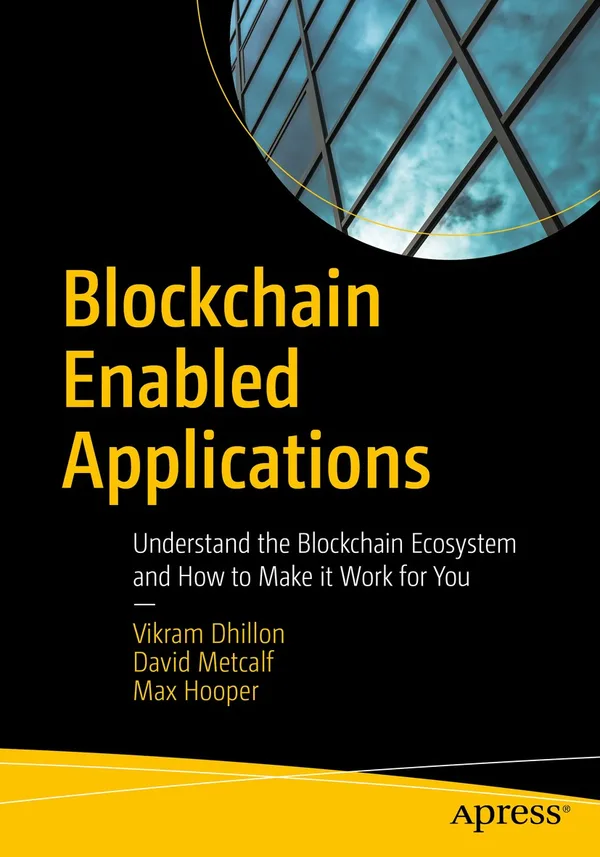 Blockchain
Enabled
Applications
Understand the Blockchain Ecosystem
and How to Make it Work for You
—
Vikram Dhillon
David Metcalf
Max Hooper
Apress®